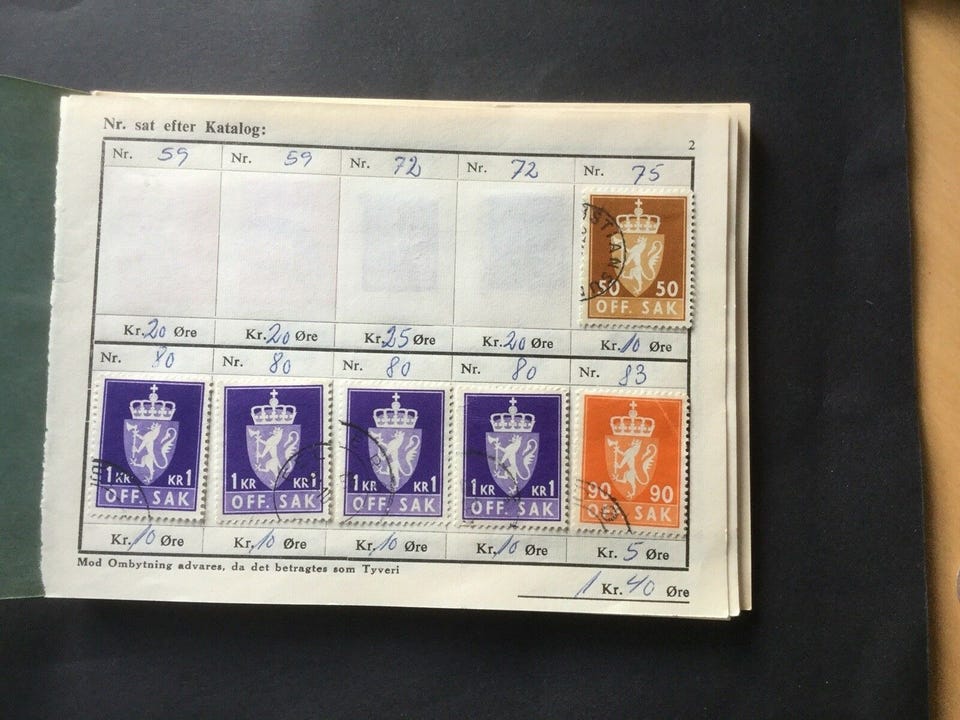 Nr. sat efter Katalog:
2
Nr. 59 Nr. 59 Nr. 72 Nr. 72 Nr. 75
STIANS
50 50
OFF. SAK
Kr. 20 Øre Kr. 20 Øre Kr. 25 Øre Kr. 20 Øre Kr. 10 Øre
Nr. 80 Nr. 80 Nr. 80 Nr. 80 Nr. 83
1 KR KR 1 1 KR KR 1 1 KR KR 1 1 KR KR 1 90 90
OFF. SAK OFF. SAK OFF. SAK OFF. SAK OFF. SAK
Kr. 10 Øre Kr. 10 Øre Kr. 10 Øre Kr. 10 Øre Kr. 5 Øre
Mod Ombytning advares, da det betragtes som Tyveri
1 Kr. 40 Øre